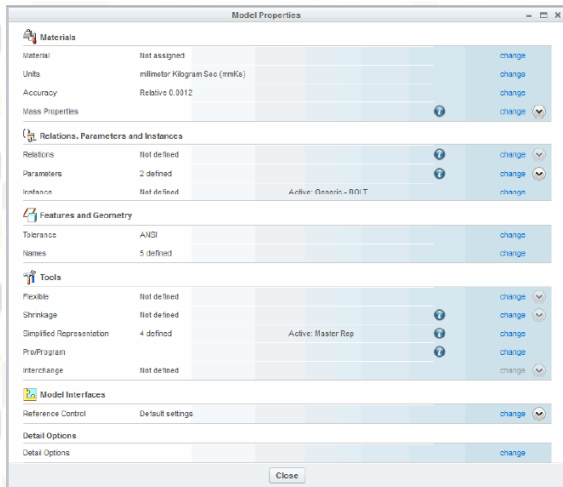 Model Properties
Materials
Material Not assigned change
Units milimeter Kilogram Sec (mmKs) change
Accuracy Relative 0.0012 change
Mass Properties change
Relations, Parameters and Instances
Relations Not defined change
Parameters 2 defined change
Instance Not defined Active: Generic - BOLT change
Features and Geometry
Tolerance ANSI change
Names 5 defined change
Tools
Flexible Not defined change
Shrinkage Not defined change
Simplified Representation 4 defined Active: Master Rep change
Pro/Program change
Interchange Not defined change
Model Interfaces
Reference Control Default settings change
Detail Options
Detail Options change
Close